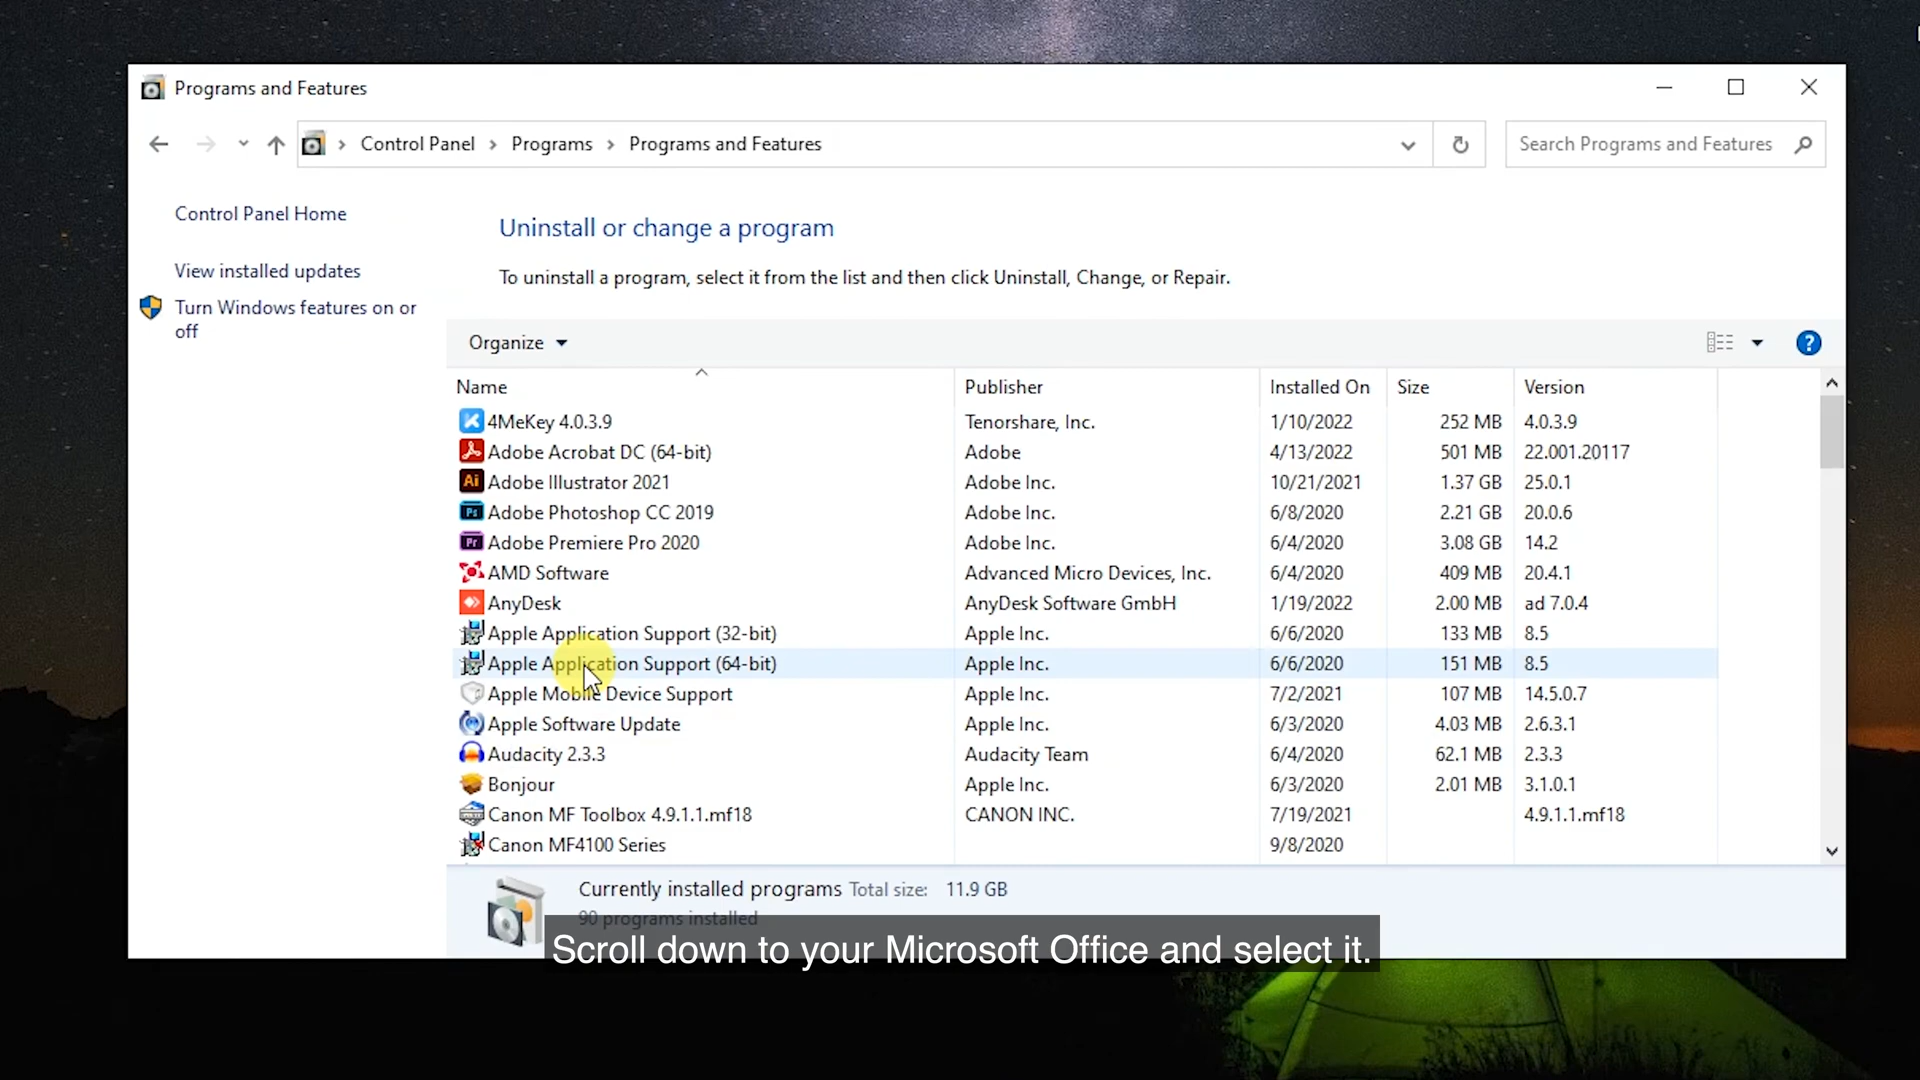 Programs and Features
Control Panel
Programs
Programs and Features
Search Programs and Features
Control Panel Home
View installed updates
Turn Windows features on or
off
Uninstall or change a program
To uninstall a program, select it from the list and then click Uninstall, Change, or Repair.
Organize
Name Publisher Installed On Size Version
4MeKey 4.0.3.9 Tenorshare, Inc. 1/10/2022 252 MB 4.0.3.9
Adobe Acrobat DC (64-bit) Adobe 4/13/2022 501 MB 22.001.20117
Adobe Illustrator 2021 Adobe Inc. 10/21/2021 1.37 GB 25.0.1
Adobe Photoshop CC 2019 Adobe Inc. 6/8/2020 2.21 GB 20.0.6
Adobe Premiere Pro 2020 Adobe Inc. 6/4/2020 3.08 GB 14.2
AMD Software Advanced Micro Devices, Inc. 6/4/2020 409 MB 20.4.1
AnyDesk AnyDesk Software GmbH 1/19/2022 2.00 MB ad 7.0.4
Apple Application Support (32-bit) Apple Inc. 6/6/2020 133 MB 8.5
Apple Application Support (64-bit) Apple Inc. 6/6/2020 151 MB 8.5
Apple Mobile Device Support Apple Inc. 7/2/2021 107 MB 14.5.0.7
Apple Software Update Apple Inc. 6/3/2020 4.03 MB 2.6.3.1
Audacity 2.3.3 Audacity Team 6/4/2020 62.1 MB 2.3.3
Bonjour Apple Inc. 6/3/2020 2.01 MB 3.1.0.1
Canon MF Toolbox 4.9.1.1.mf18 CANON INC. 7/19/2021 4.9.1.1.mf18
Canon MF4100 Series 9/8/2020
Currently installed programs Total size: 11.9 GB
90 programs installed
Scroll down to your Microsoft Office and select it.